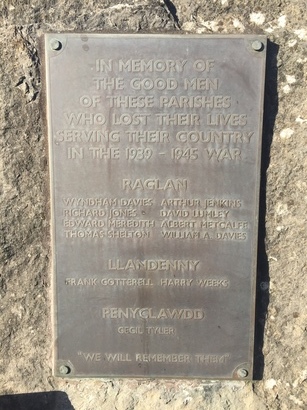 IN MEMORY OF
THE GOOD MEN
OF THESE PARISHES
WHO LOST THEIR LIVES
SERVING THEIR COUNTRY
IN THE 1939 - 1945 WAR
RAGLAN
WYNDHAM DAVIES ARTHUR JENKINS
RICHARD JONES DAVID LUMLEY
EDWARD MEREDITH ALBERT METCALFE
THOMAS SHELTON WILLIAM A DAVIES
LLANDENNY
FRANK COTTERELL HARRY WEEKS
PENYCLAWDD
CECIL TYLER
"WE WILL REMEMBER THEM"